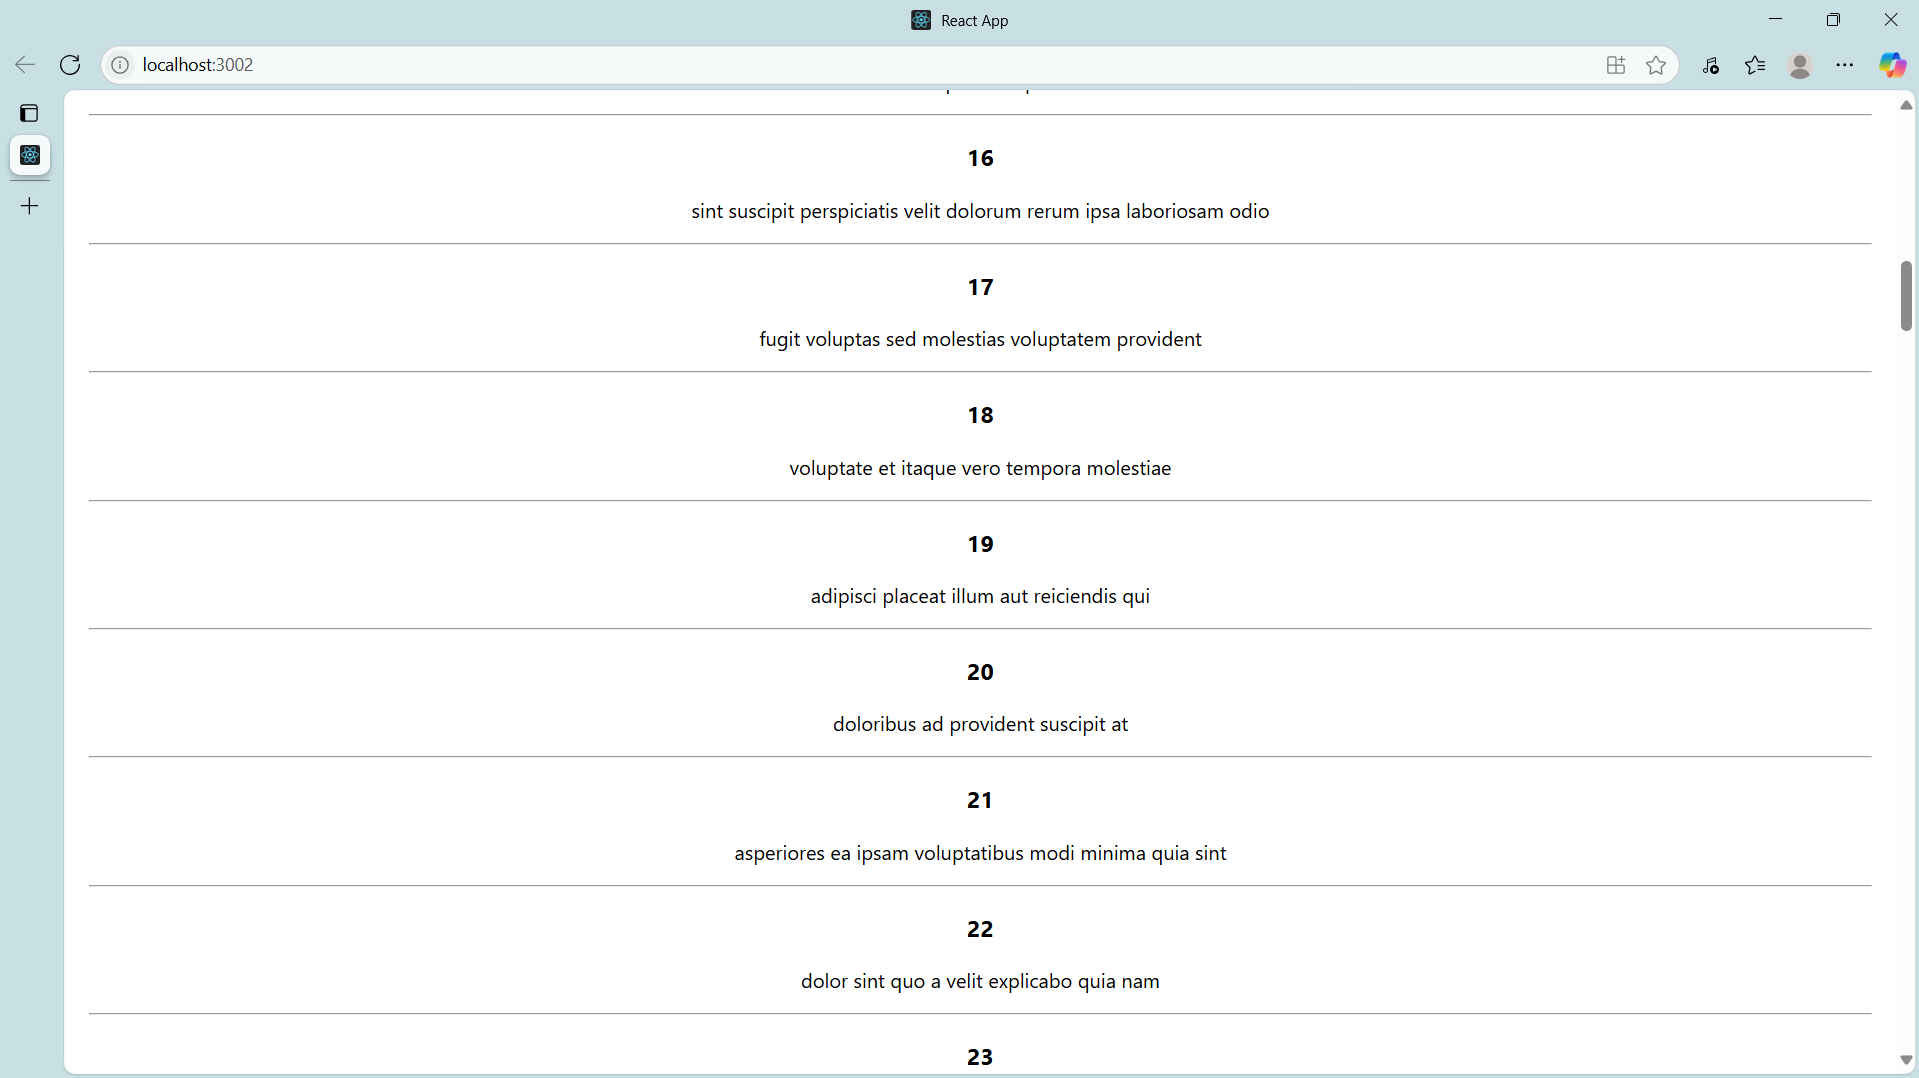 React App
localhost:3002
16
sint suscipit perspiciatis velit dolorum rerum ipsa laboriosam odio
17
fugit voluptas sed molestias voluptatem provident
18
voluptate et itaque vero tempora molestiae
19
adipisci placeat illum aut reiciendis qui
20
doloribus ad provident suscipit at
21
asperiores ea ipsam voluptatibus modi minima quia sint
22
dolor sint quo a velit explicabo quia nam
23